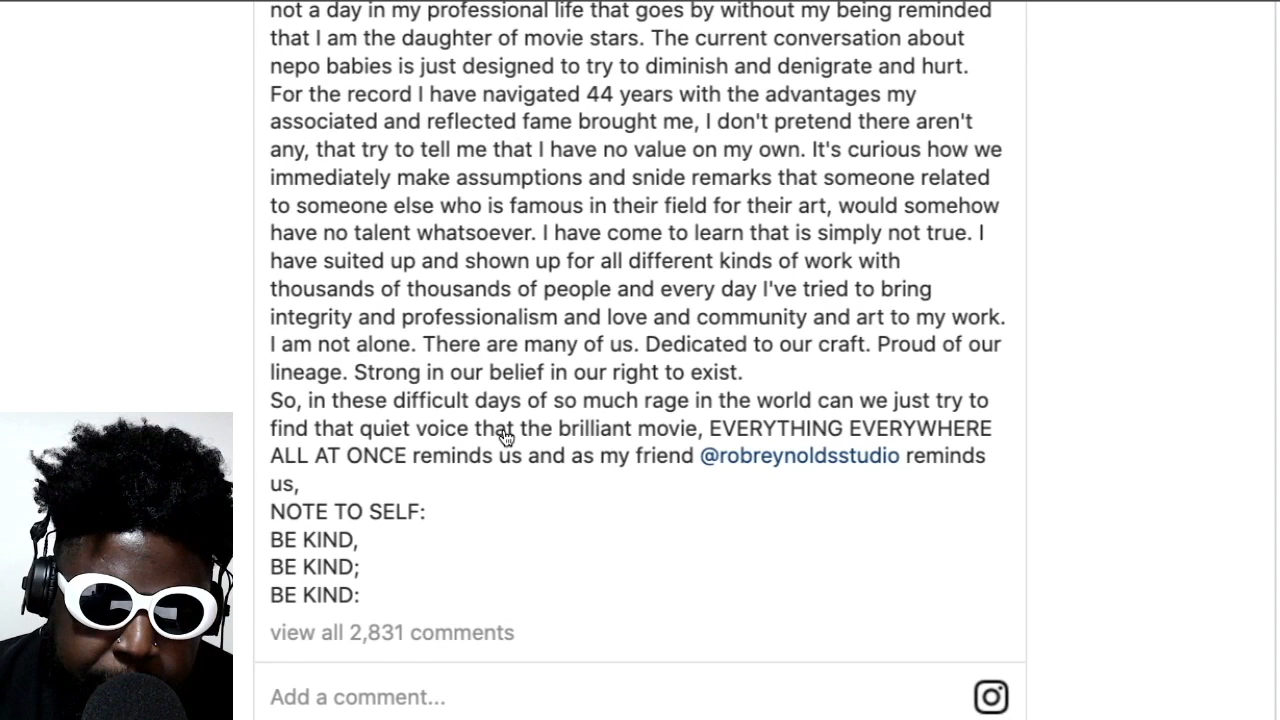 not a day in my professional life that goes by without my being reminded
that I am the daughter of movie stars. The current conversation about
nepo babies is just designed to try to diminish and denigrate and hurt.
For the record I have navigated 44 years with the advantages my
associated and reflected fame brought me, I don't pretend there aren't
any, that try to tell me that I have no value on my own. It's curious how we
immediately make assumptions and snide remarks that someone related
to someone else who is famous in their field for their art, would somehow
have no talent whatsoever. I have come to learn that is simply not true. I
have suited up and shown up for all different kinds of work with
thousands of thousands of people and every day I've tried to bring
integrity and professionalism and love and community and art to my work.
I am not alone. There are many of us. Dedicated to our craft. Proud of our
lineage. Strong in our belief in our right to exist.
So, in these difficult days of so much rage in the world can we just try to
find that quiet voice that the brilliant movie, EVERYTHING EVERYWHERE
ALL AT ONCE reminds us and as my friend @robreynoldsstudio reminds
us,
NOTE TO SELF:
BE KIND,
BE KIND;
BE KIND:
view all 2,831 comments
Add a comment...